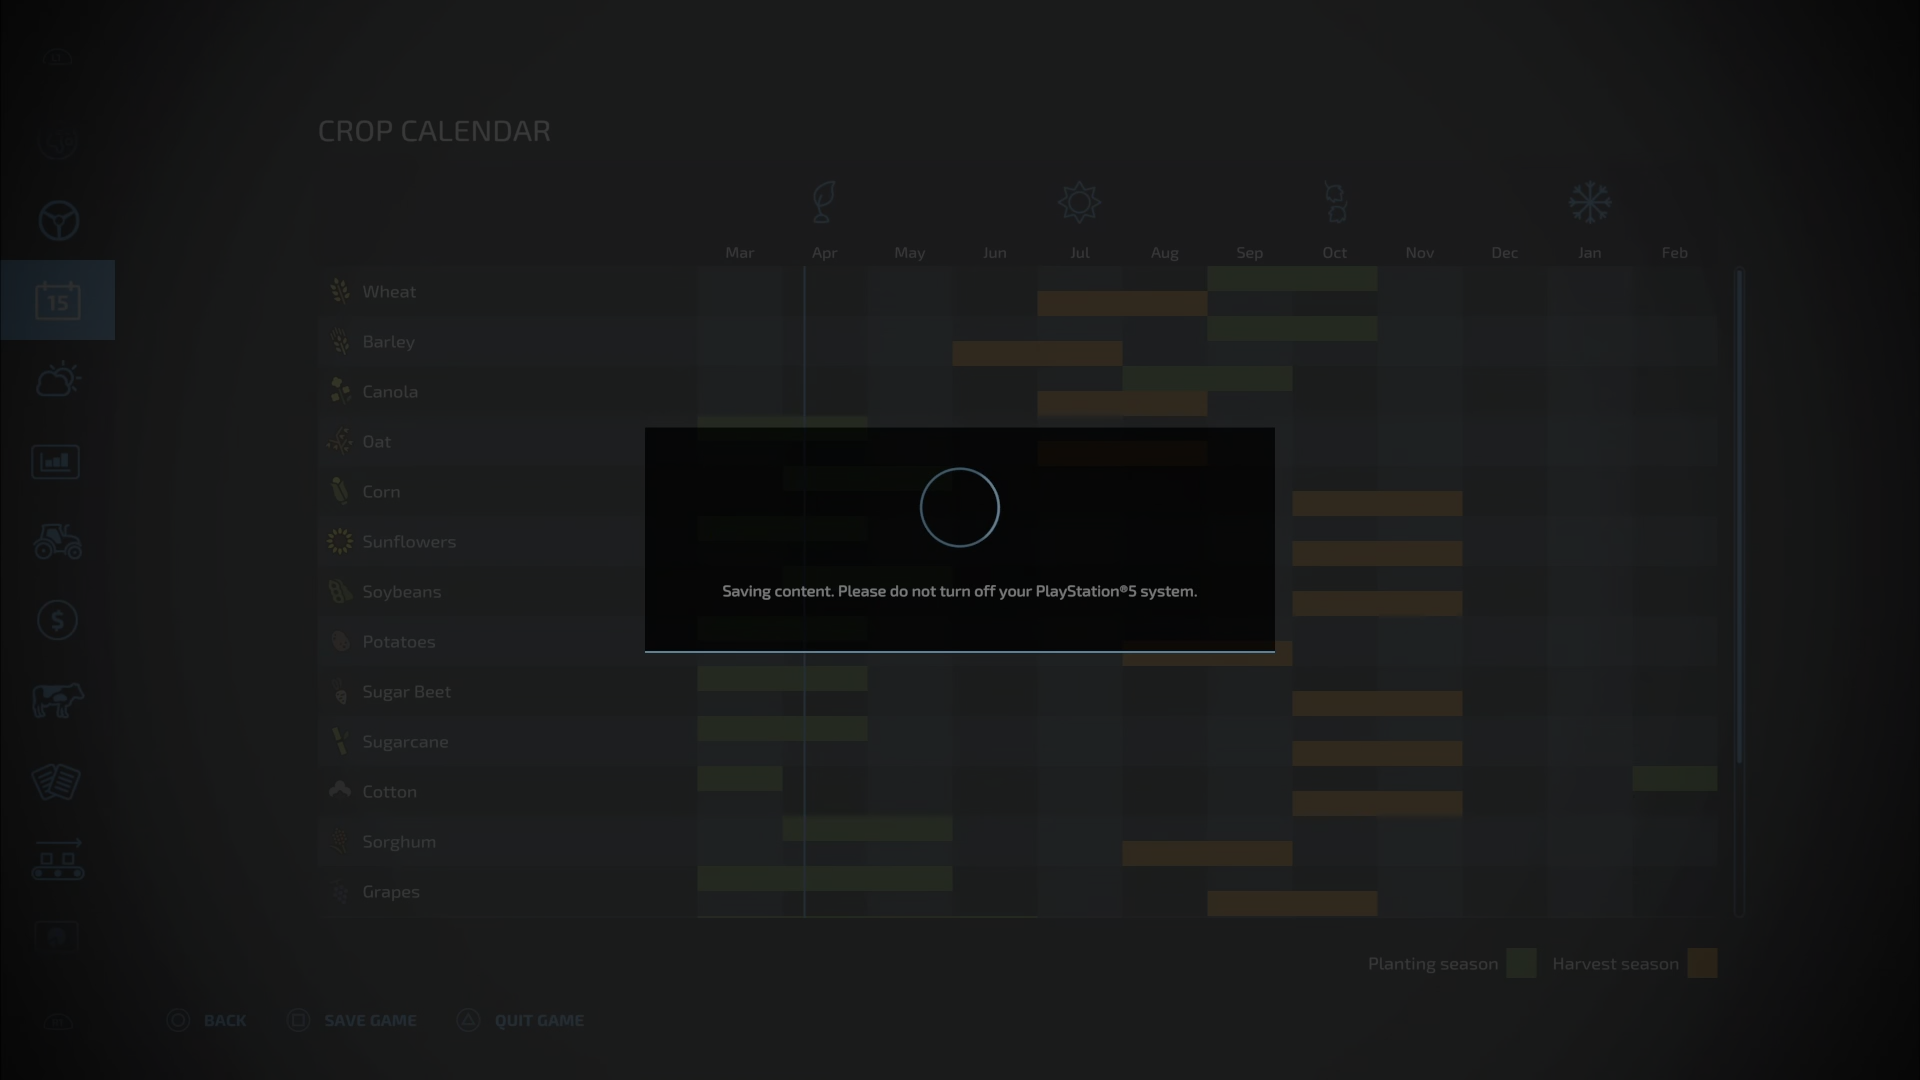 CROP CALENDAR
Mar Apr May Jun Jul Aug Sep Oct Nov Dec Jan Feb
15
Wheat
Barley
Canola
Oat
Corn
Sunflowers
Soybeans
Potatoes
Sugar Beet
Sugarcane
Cotton
Sorghum
Grapes
$
Saving content. Please do not turn off your PlayStation®5 system.
Planting season Harvest season
BACK SAVE GAME QUIT GAME